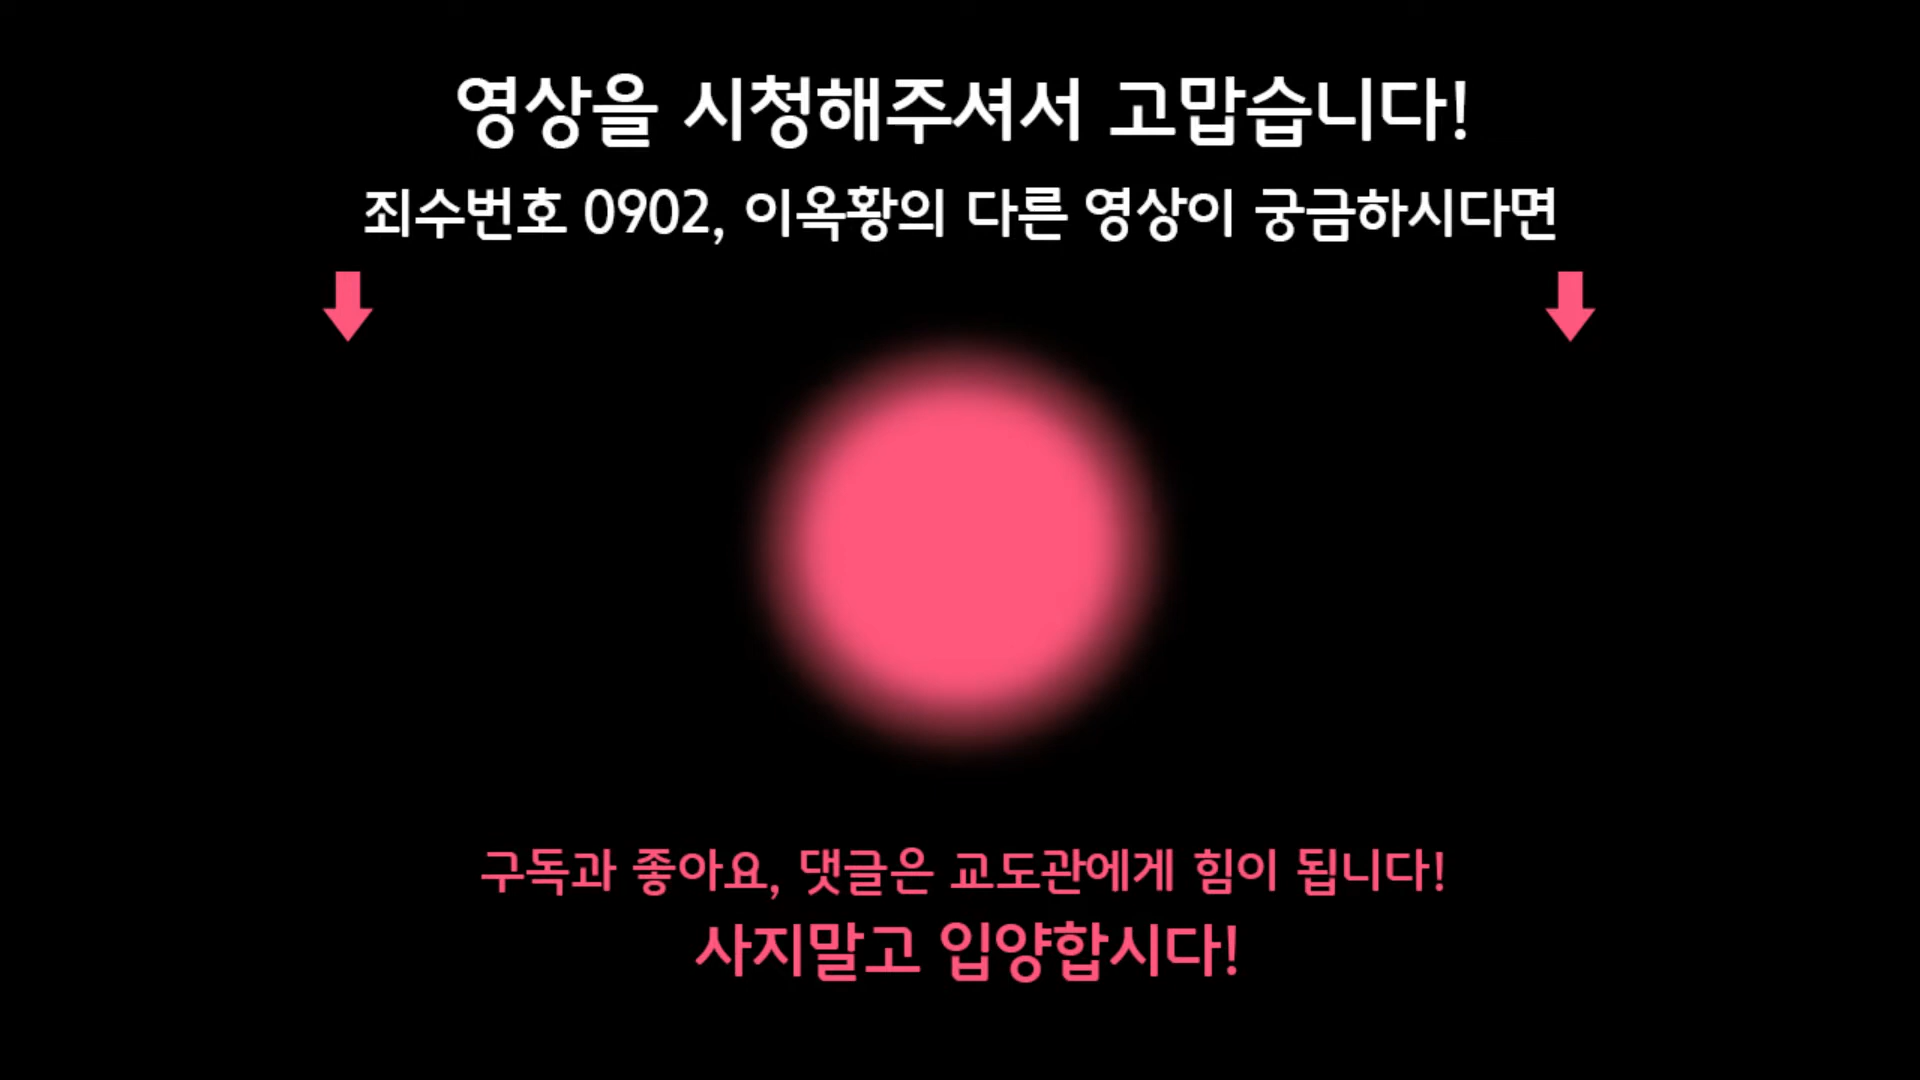 영상을 시청해주셔서 고맙습니다!
죄수번호 0902, 이옥황의 다른 영상이 궁금하시다면
구독과 좋아요, 댓글은 교도관에게 힘이 됩니다!
사지말고 입양합시다!